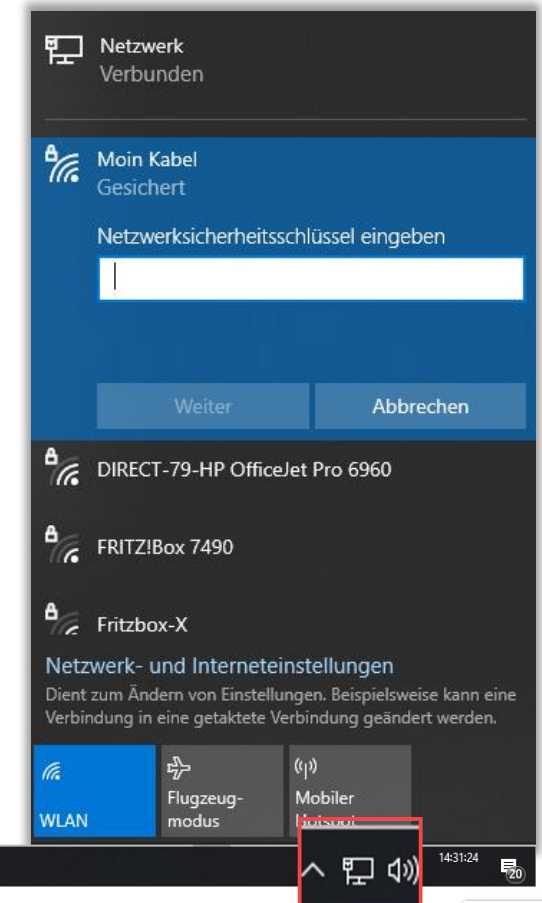 Netzwerk
Verbunden
Moin Kabel
Gesichert
Netzwerksicherheitsschlüssel eingeben
Weiter
Abbrechen
DIRECT-79-HP OfficeJet Pro 6960
FRITZ!Box 7490
Fritzbox-X
Netzwerk- und Interneteinstellungen
Dient zum Ändern von Einstellungen. Beispielsweise kann eine
Verbindung in eine getaktete Verbindung geändert werden.
WLAN
Flugzeug-
modus
Mobiler
Hotspot
14:31:24
20